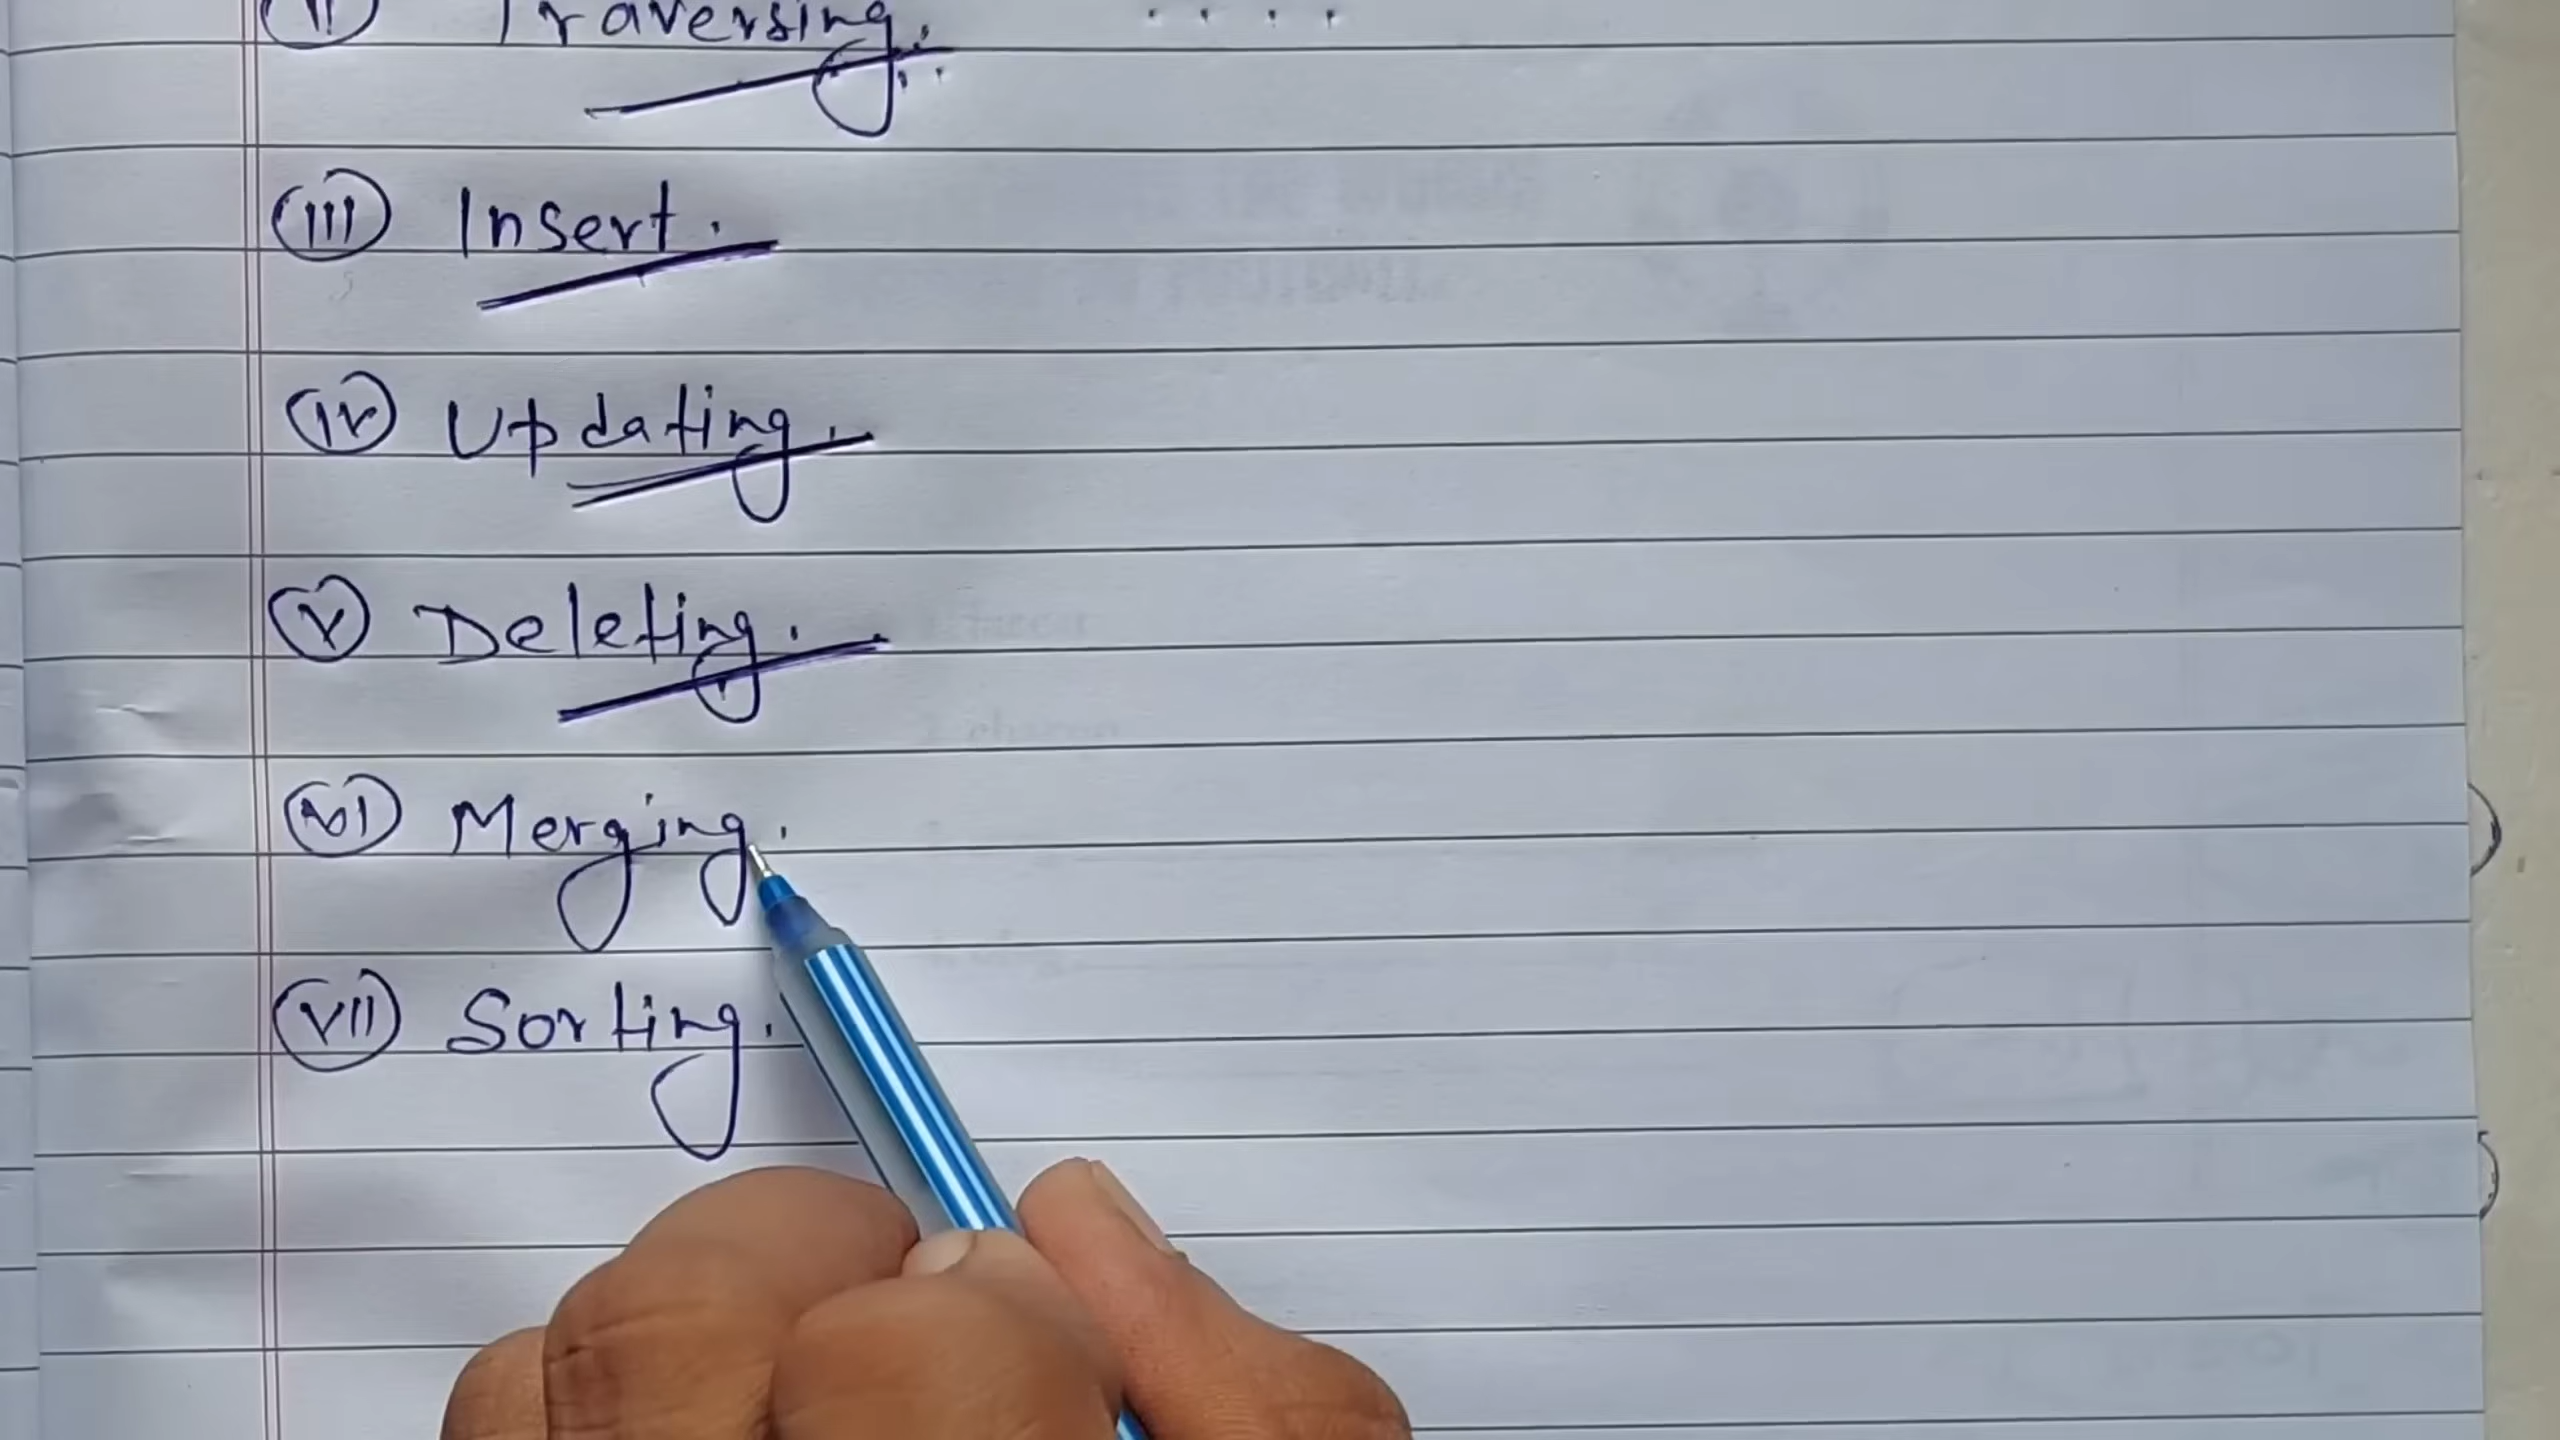 ii Traversing.
iii Insert.
iv Updating.
v Deleting.
vi Merging.
vii Sorting.